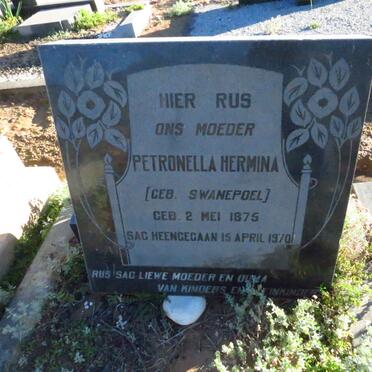 HIER RUS
ONS MOEDER
PETRONELLA HERMINA
[GEB. SWANEPOEL]
GEB. 2 MEI 1875
SAG HEENGEGAAN 15 APRIL 1970
RUS SAG LIEWE MOEDER EN OUMA
VAN KINDERS EN KLEINKINDERS